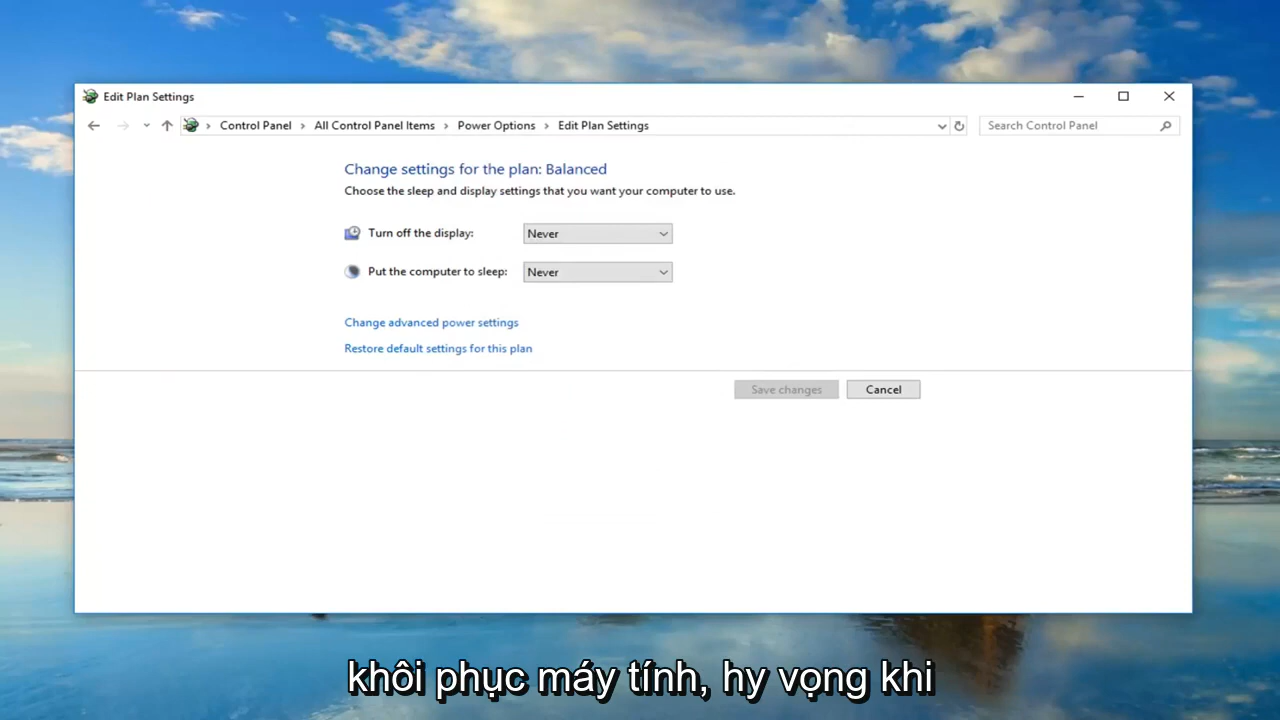 Edit Plan Settings
Control Panel > All Control Panel Items > Power Options > Edit Plan Settings
Search Control Panel
Change settings for the plan: Balanced
Choose the sleep and display settings that you want your computer to use.
Turn off the display: Never
Put the computer to sleep: Never
Change advanced power settings
Restore default settings for this plan
Save changes Cancel
khôi phục máy tính, hy vọng khi